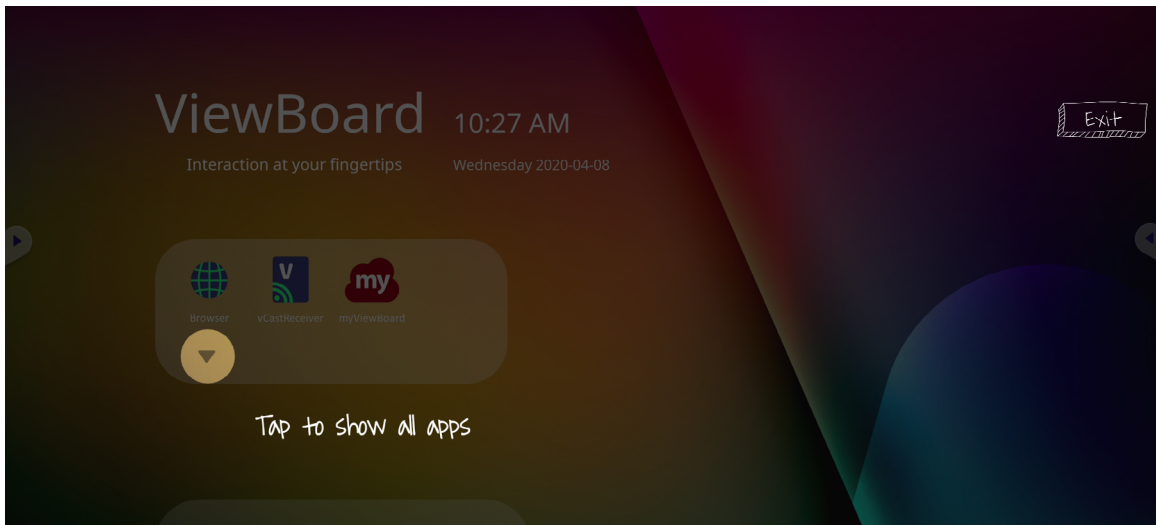 ViewBoard 10:27 AM
Exit
Interaction at your fingertips Wednesday 2020-04-08
V my
Browser vCastReceiver myViewBoard
Tap to show all apps